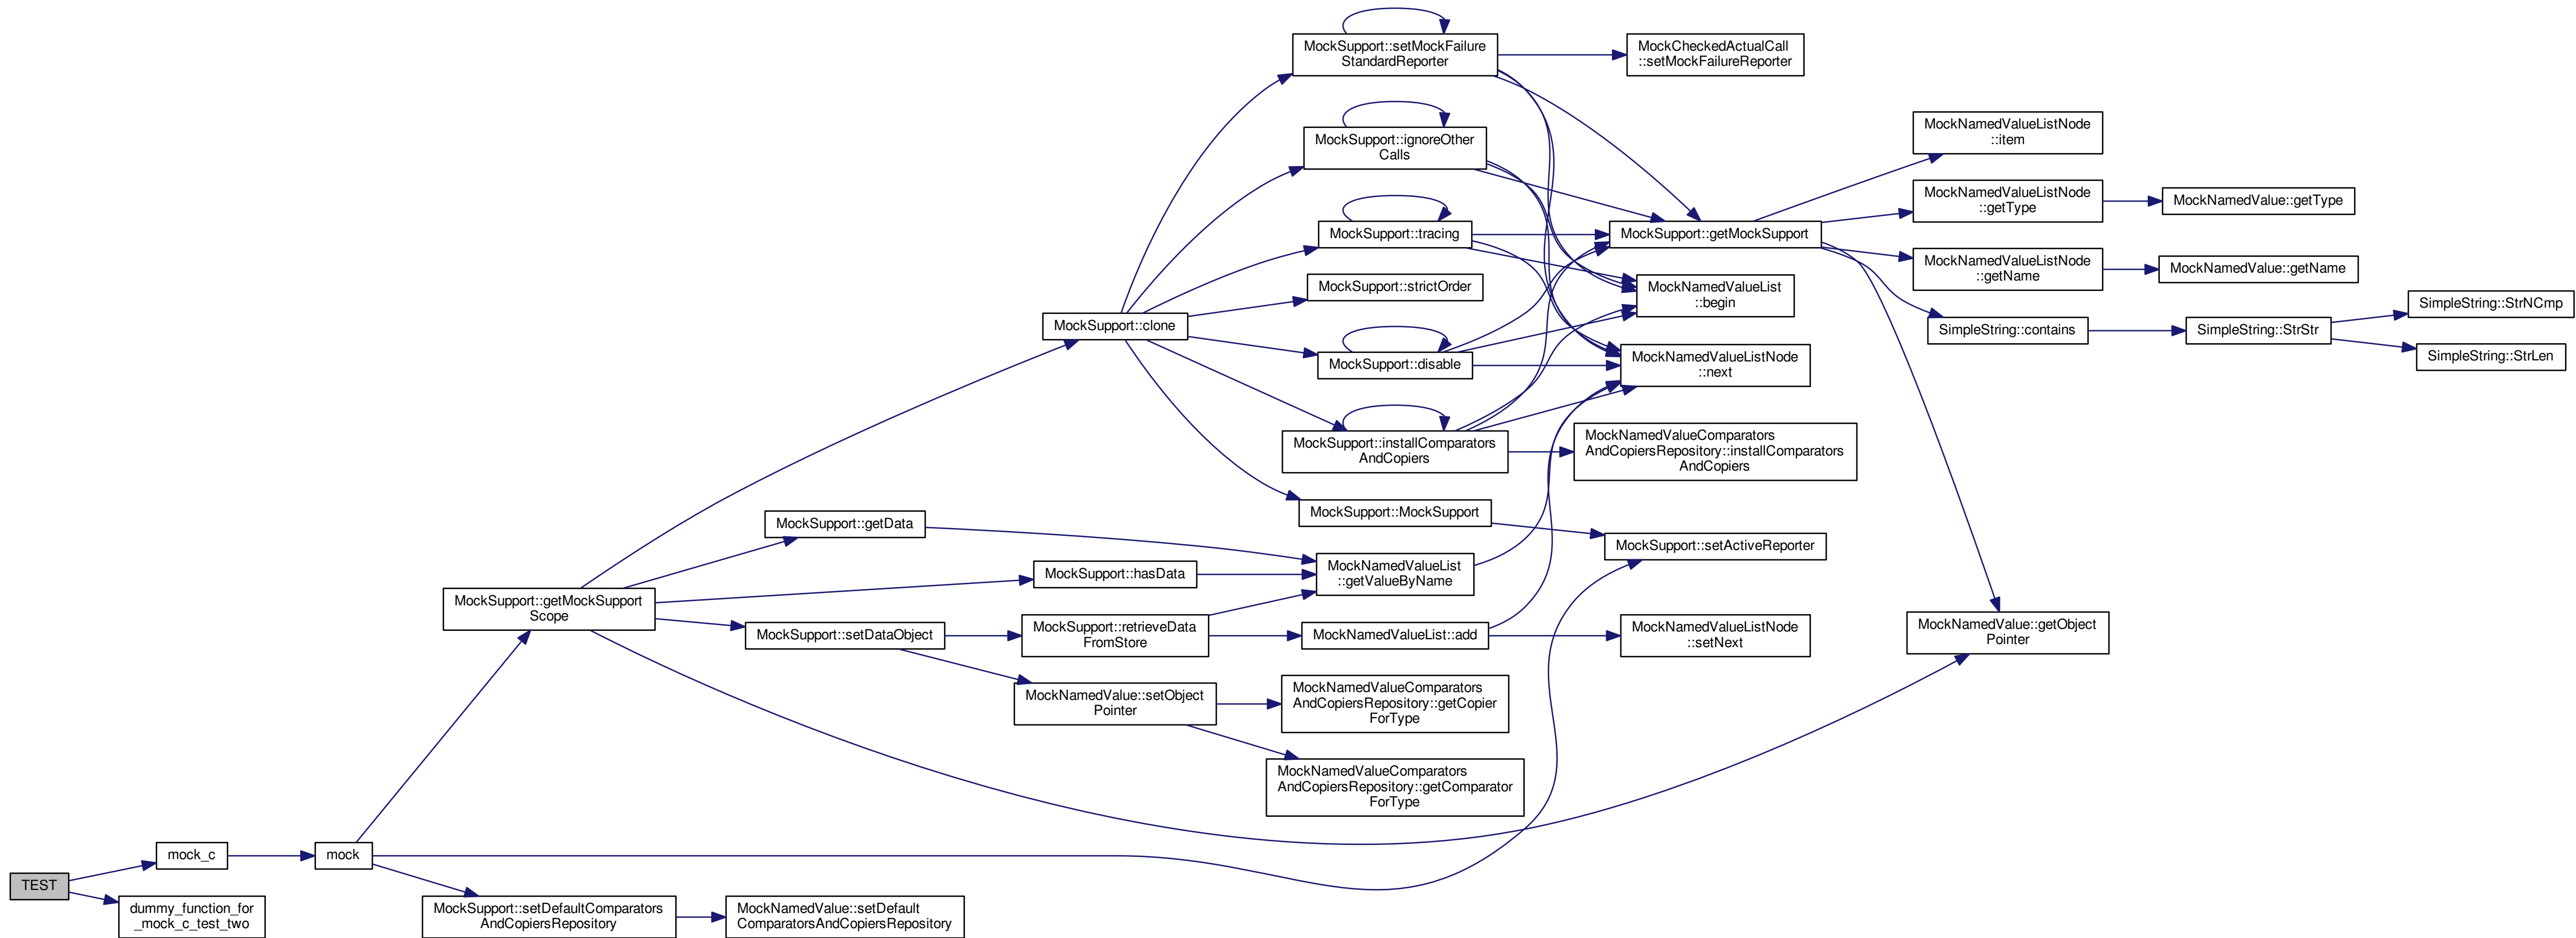 MockSupport::setMockFailure
StandardReporter
MockCheckedActualCall
::setMockFailureReporter
MockSupport::ignoreOther
Calls
MockNamedValueListNode
::item
MockNamedValueListNode
::getType
MockNamedValue::getType
MockSupport::tracing
MockSupport::getMockSupport
MockNamedValueListNode
::getName
MockNamedValue::getName
MockSupport::strictOrder
MockNamedValueList
::begin
MockSupport::clone
SimpleString::contains
SimpleString::StrStr
SimpleString::StrNCmp
SimpleString::StrLen
MockSupport::disable
MockNamedValueListNode
::next
MockSupport::installComparators
AndCopiers
MockNamedValueComparators
AndCopiersRepository::installComparators
AndCopiers
MockSupport::MockSupport
MockSupport::getData
MockSupport::setActiveReporter
MockSupport::hasData
MockNamedValueList
::getValueByName
MockSupport::getMockSupport
Scope
MockSupport::setDataObject
MockSupport::retrieveData
FromStore
MockNamedValueList::add
MockNamedValueListNode
::setNext
MockNamedValue::getObject
Pointer
MockNamedValue::setObject
Pointer
MockNamedValueComparators
AndCopiersRepository::getCopier
ForType
MockNamedValueComparators
AndCopiersRepository::getComparator
ForType
mock_c
mock
TEST
dummy_function_for
_mock_c_test_two
MockSupport::setDefaultComparators
AndCopiersRepository
MockNamedValue::setDefault
ComparatorsAndCopiersRepository